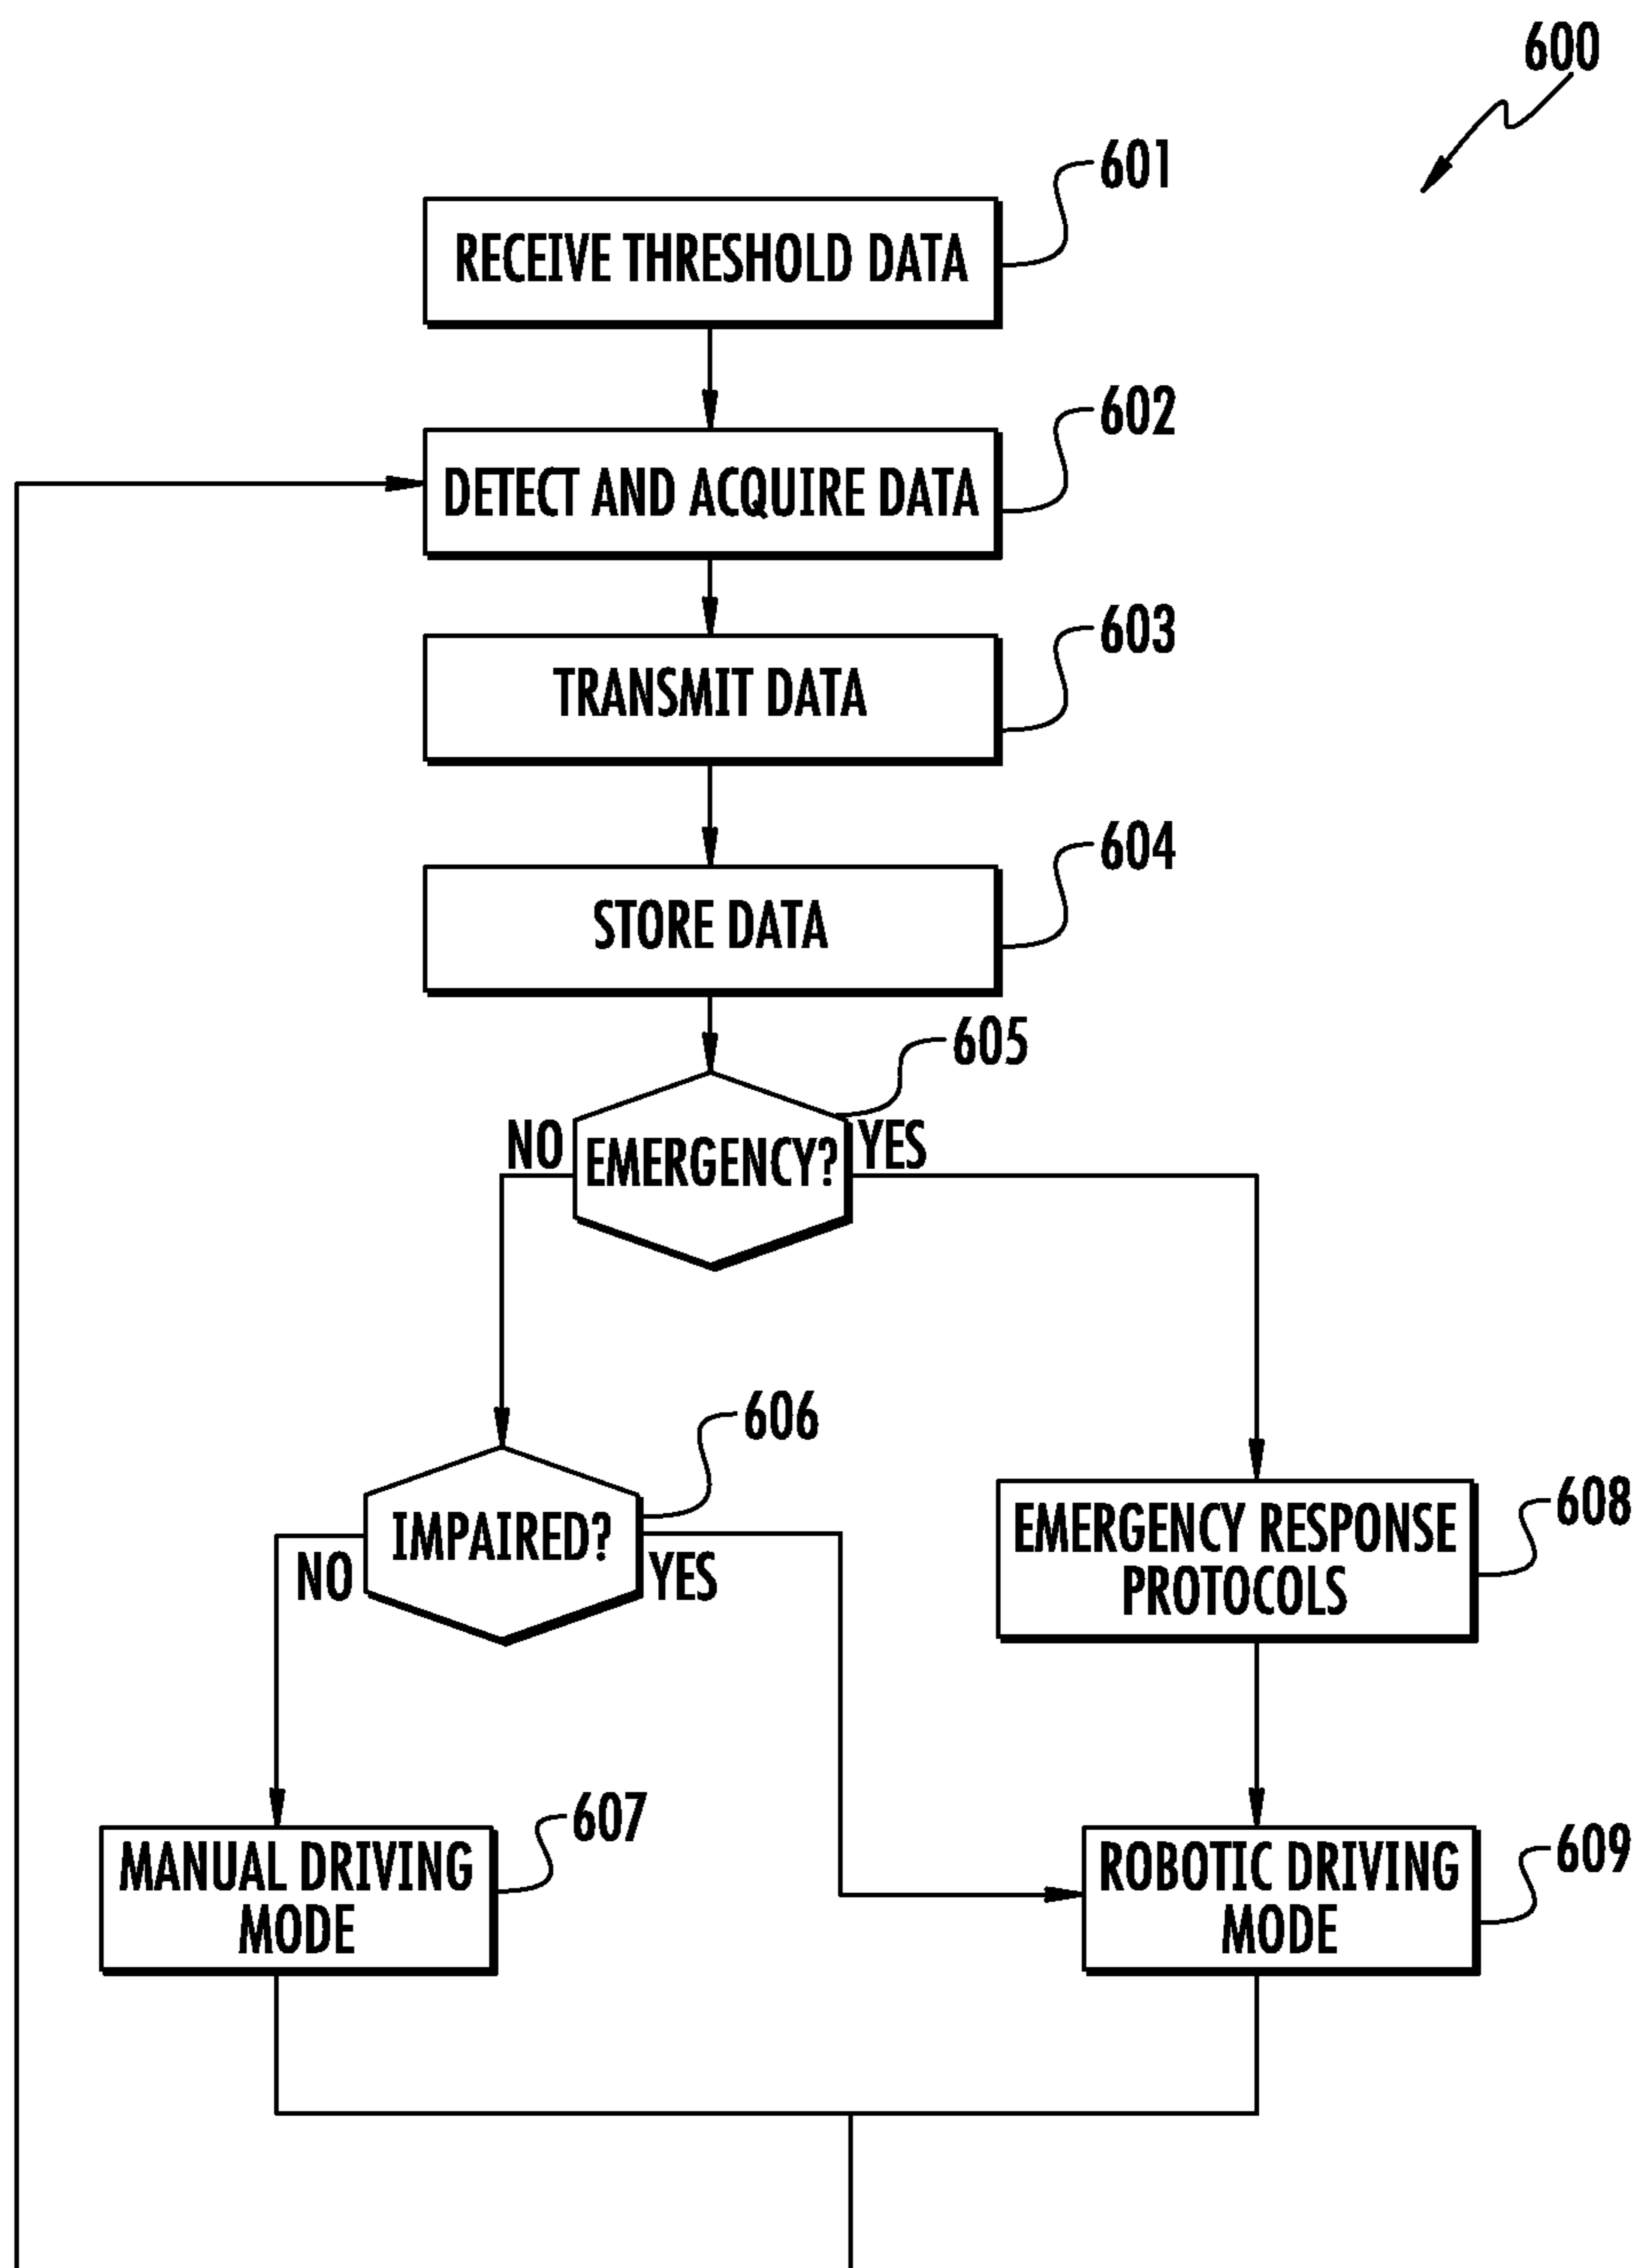 600
601
RECEIVE THRESHOLD DATA
602
DETECT AND ACQUIRE DATA
603
TRANSMIT DATA
604
STORE DATA
605
NO
EMERGENCY?
YES
606
IMPAIRED?
NO
YES
608
EMERGENCY RESPONSE
PROTOCOLS
607
MANUAL DRIVING
MODE
609
ROBOTIC DRIVING
MODE